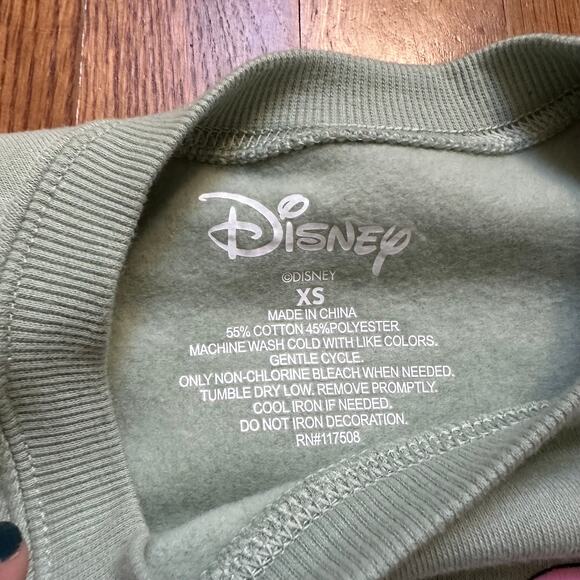 Disney
©DISNEY
XS
MADE IN CHINA
55% COTTON 45%POLYESTER
MACHINE WASH COLD WITH LIKE COLORS.
GENTLE CYCLE.
ONLY NON-CHLORINE BLEACH WHEN NEEDED.
TUMBLE DRY LOW. REMOVE PROMPTLY.
COOL IRON IF NEEDED.
DO NOT IRON DECORATION.
RN#117508